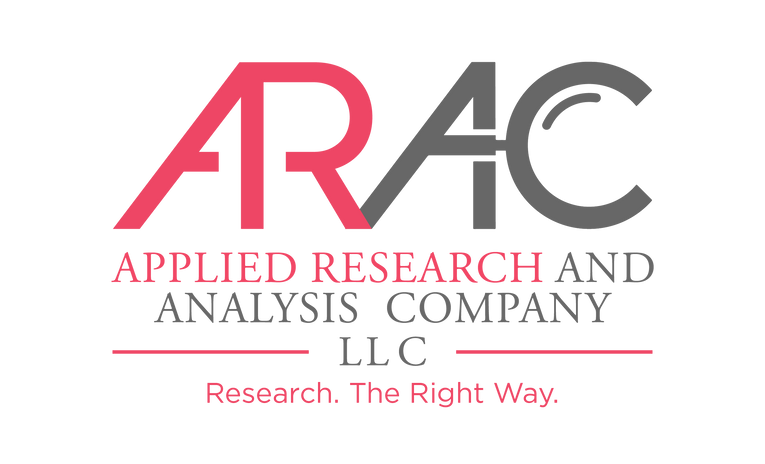 ARAC
APPLIED RESEARCH AND
ANALYSIS COMPANY
LLC
Research. The Right Way.